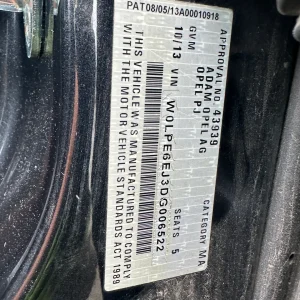 PAT08/05/13A00010918
APPROVAL NO. 43939
ADAM OPEL AG
OPEL PJ
GVM
10/13 VIN W0LPE6EJ3DG006522
SEATS 5
CATEGORY MA
THIS VEHICLE WAS MANUFACTURED TO COMPLY
WITH THE MOTOR VEHICLE STANDARDS ACT 1989